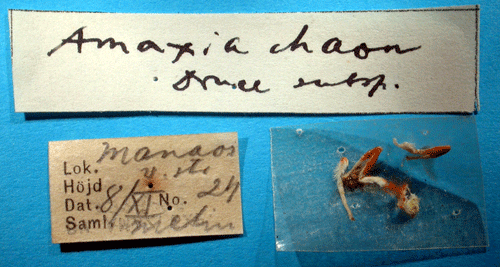 Amaxia chaon
Druce subsp.
Lok. Manaos
Höjd
Dat. 8/XI No. 24
Saml.